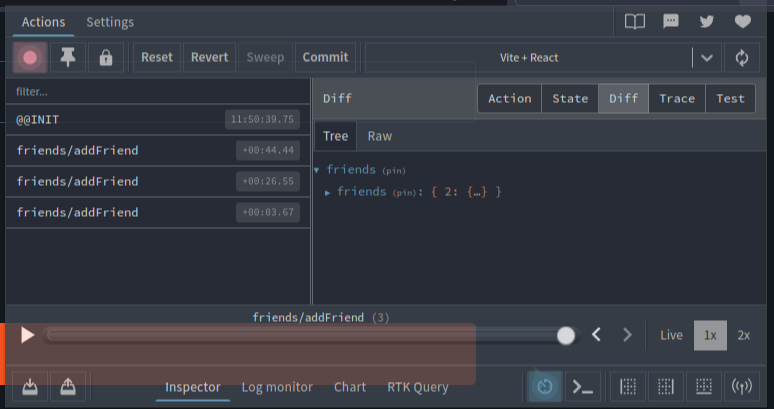 Actions Settings
Reset Revert Sweep Commit Vite + React
filter...
Diff Action State Diff Trace Test
@@INIT 11:50:39.75
Tree Raw
friends/addFriend +00:44.44
friends (pin)
friends/addFriend +00:26.55
friends (pin): { 2: {…} }
friends/addFriend +00:03.67
friends/addFriend (3)
Live 1x 2x
Inspector Log monitor Chart RTK Query